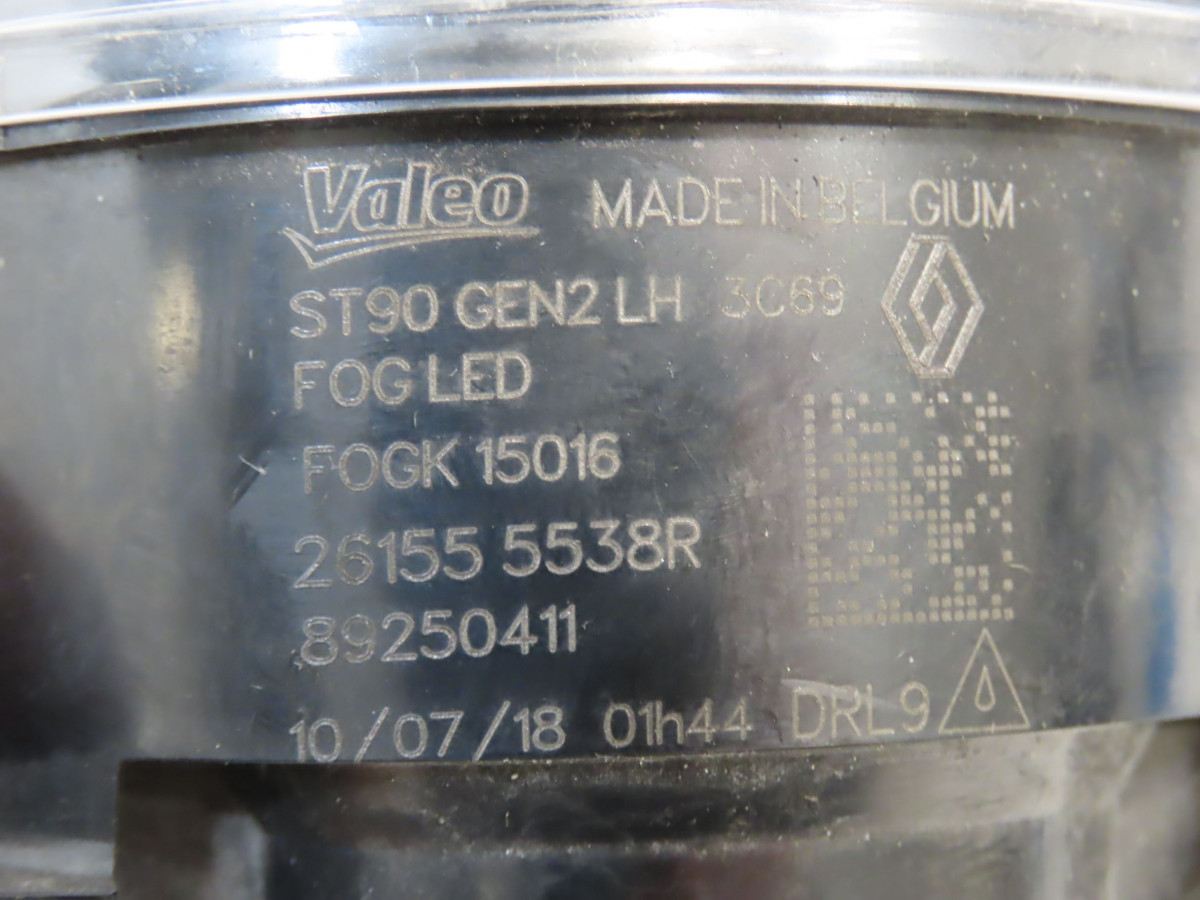 Valeo MADE IN BELGIUM
ST90 GEN2 LH 3C69
FOG LED
FOGK 15016
26155 5538R
89250411
10/07/18 01h44 DRL9